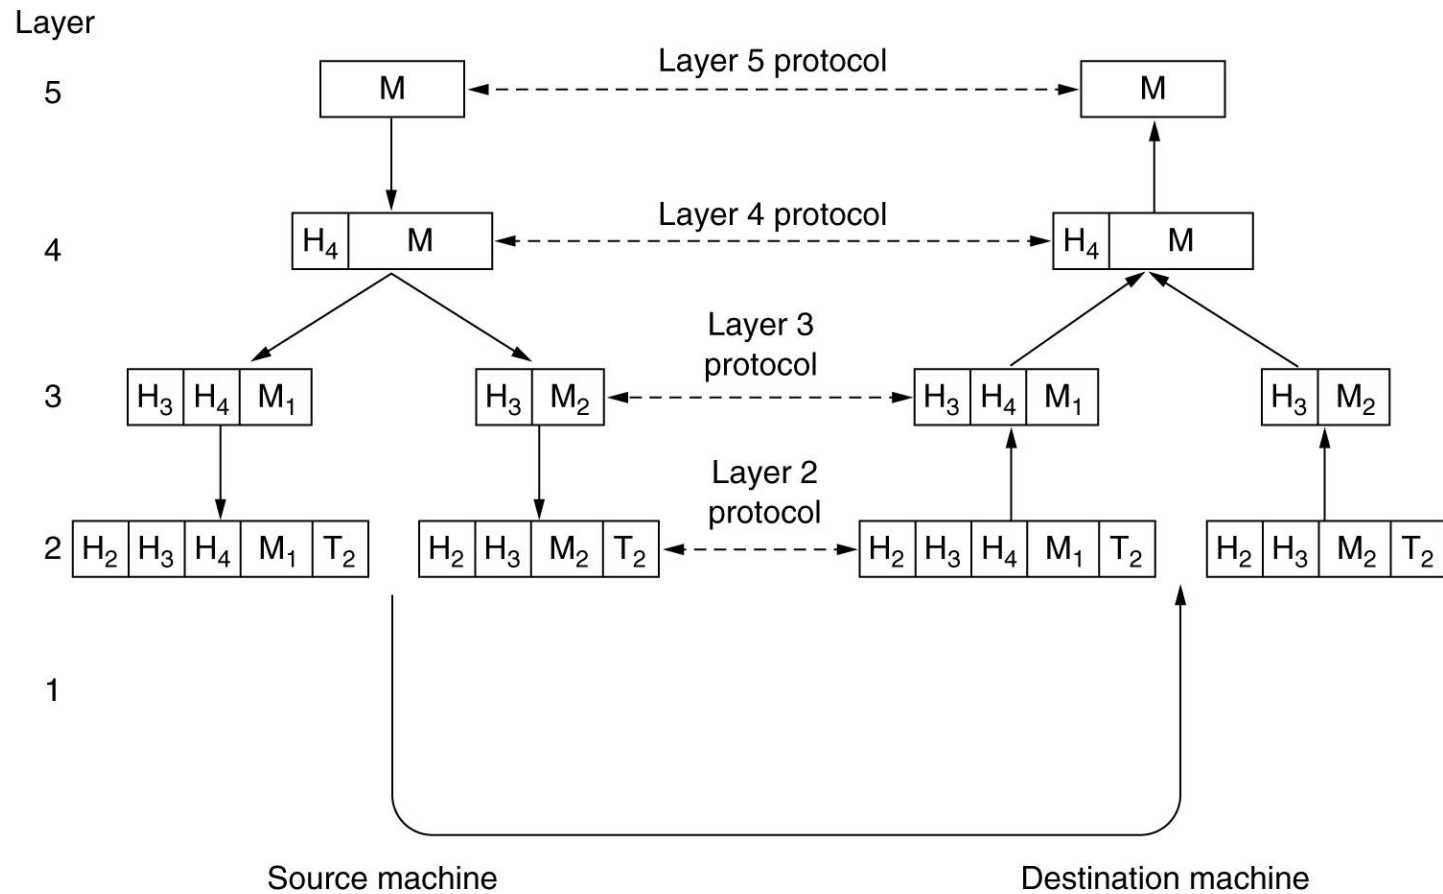 Layer
5 M Layer 5 protocol M
4 H₄ M Layer 4 protocol H₄ M
Layer 3
protocol
3 H₃ H₄ M₁ H₃ M₂ H₃ H₄ M₁ H₃ M₂
Layer 2
protocol
2 H₂ H₃ H₄ M₁ T₂ H₂ H₃ M₂ T₂ H₂ H₃ H₄ M₁ T₂ H₂ H₃ M₂ T₂
1
Source machine Destination machine